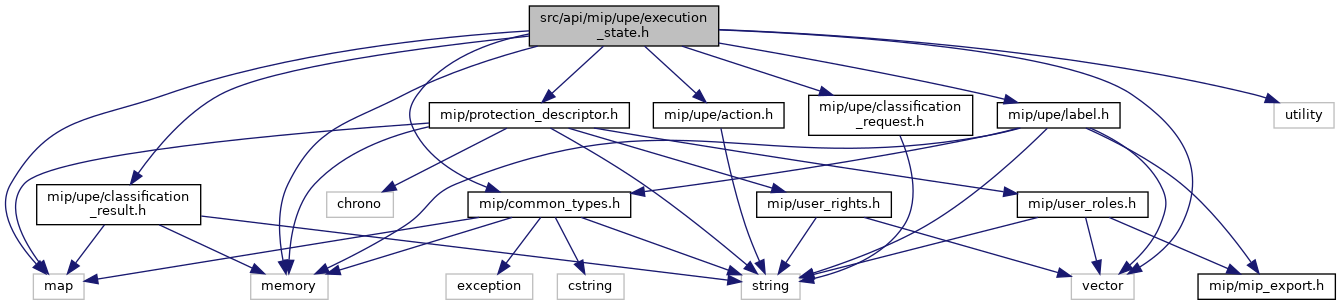 src/api/mip/upe/execution
_state.h
mip/protection_descriptor.h
mip/upe/action.h
mip/upe/classification
_request.h
mip/upe/label.h
utility
mip/upe/classification
_result.h
chrono
mip/common_types.h
mip/user_rights.h
mip/user_roles.h
map
memory
exception
cstring
string
vector
mip/mip_export.h